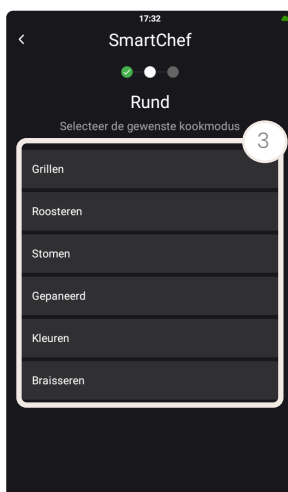 17:32
SmartChef
Rund
Selecteer de gewenste kookmodus
3
Grillen
Roosteren
Stomen
Gepaneerd
Kleuren
Braisseren